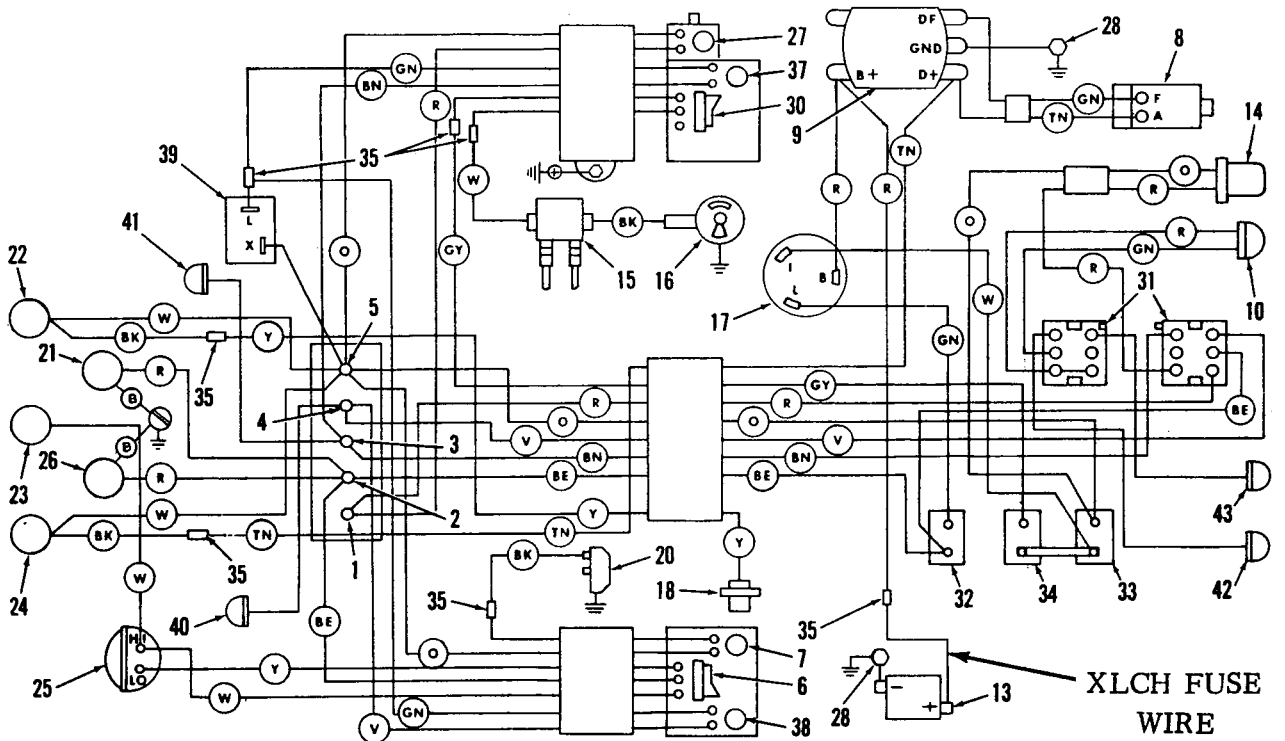 DF
GND
B+
D+
28
8
27
37
30
9
F
A
GN
TN
14
GN
BN
R
35
39
L
X
W
15
BK
16
O
GY
R
R
TN
I
L
B
17
W
GN
O
O
R
R
GN
R
10
31
41
22
W
BK
Y
35
21
R
B
5
4
3
2
1
23
26
B
R
24
W
BK
35
TN
W
BE
40
25
HI
LO
Y
W
O
GN
V
R
O
V
BN
BE
Y
TN
GY
R
O
V
BN
BE
BE
Y
18
BK
20
35
7
6
38
32
34
33
43
42
35
28
-
+
13
XLCH FUSE
WIRE